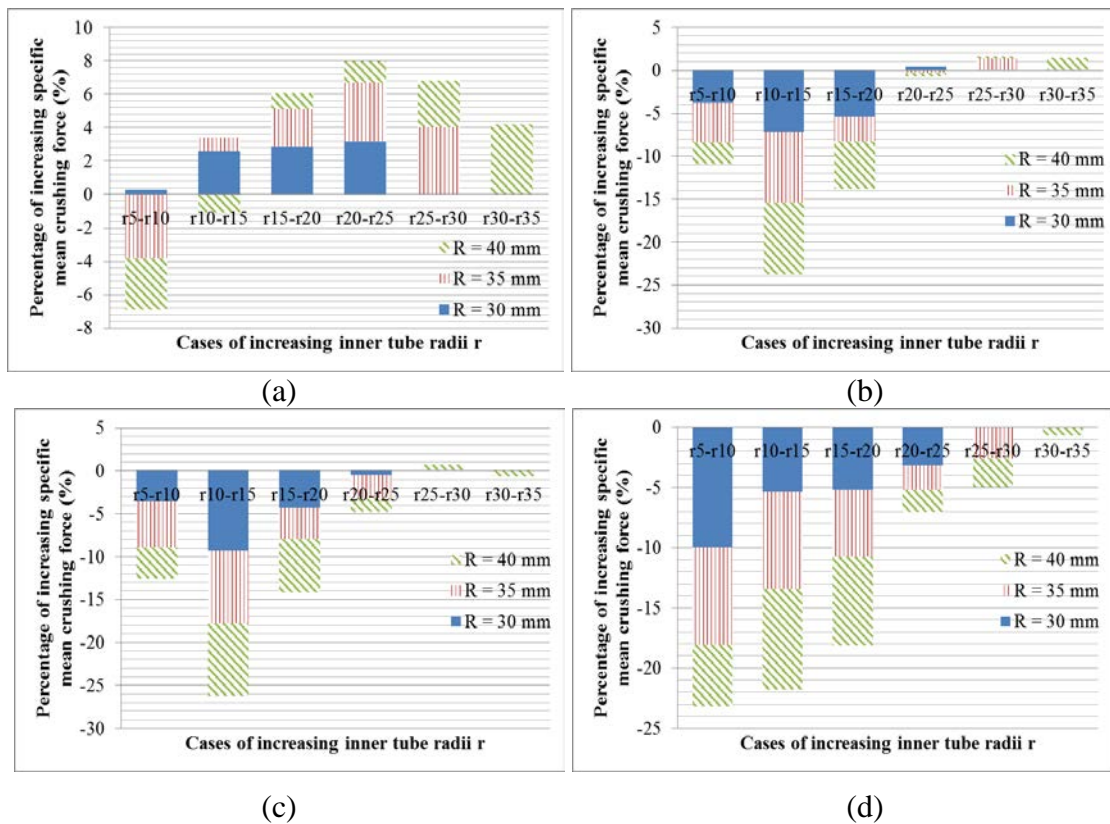 Percentage of increasing specific
mean crushing force (%)
10
8
6
4
2
0
-2
-4
-6
-8
r5-r10
r10-r15
r15-r20
r20-r25
r25-r30
r30-r35
R = 40 mm
R = 35 mm
R = 30 mm
Cases of increasing inner tube radii r
(a)
Percentage of increasing specific
mean crushing force (%)
5
0
-5
-10
-15
-20
-25
-30
r5-r10
r10-r15
r15-r20
r20-r25
r25-r30
r30-r35
R = 40 mm
R = 35 mm
R = 30 mm
Cases of increasing inner tube radii r
(b)
Percentage of increasing specific
mean crushing force (%)
5
0
-5
-10
-15
-20
-25
-30
r5-r10
r10-r15
r15-r20
r20-r25
r25-r30
r30-r35
R = 40 mm
R = 35 mm
R = 30 mm
Cases of increasing inner tube radii r
(c)
Percentage of increasing specific
mean crushing force (%)
0
-5
-10
-15
-20
-25
r5-r10
r10-r15
r15-r20
r20-r25
r25-r30
r30-r35
R = 40 mm
R = 35 mm
R = 30 mm
Cases of increasing inner tube radii r
(d)